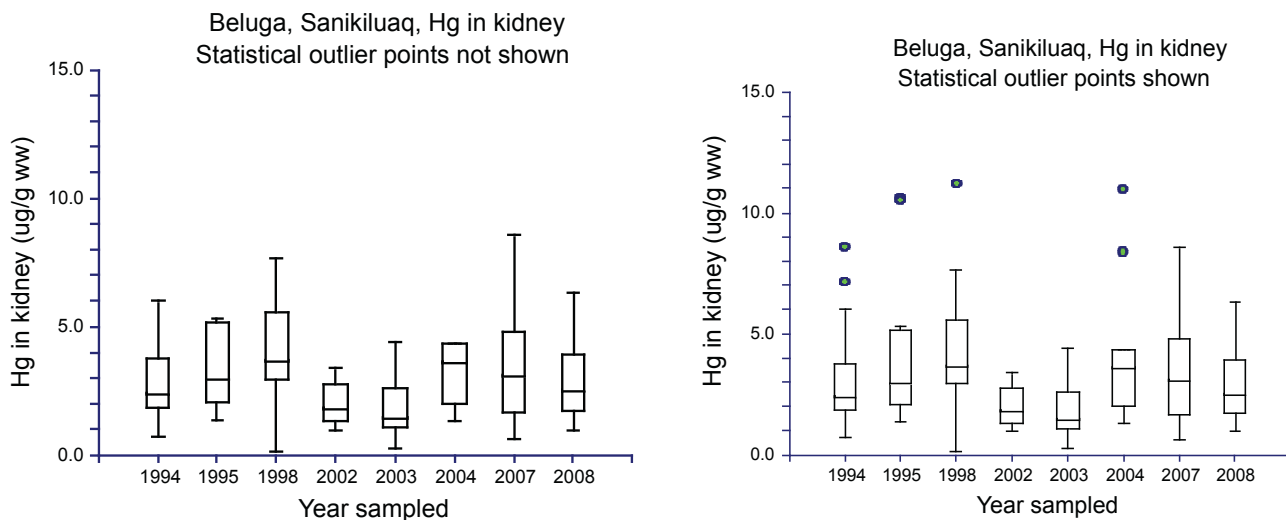 Beluga, Sanikiluaq, Hg in kidney
Statistical outlier points not shown
15.0
10.0
5.0
0.0
Hg in kidney (ug/g ww)
1994 1995 1998 2002 2003 2004 2007 2008
Year sampled
Beluga, Sanikiluaq, Hg in kidney
Statistical outlier points shown
15.0
10.0
5.0
0.0
Hg in kidney (ug/g ww)
1994 1995 1998 2002 2003 2004 2007 2008
Year sampled